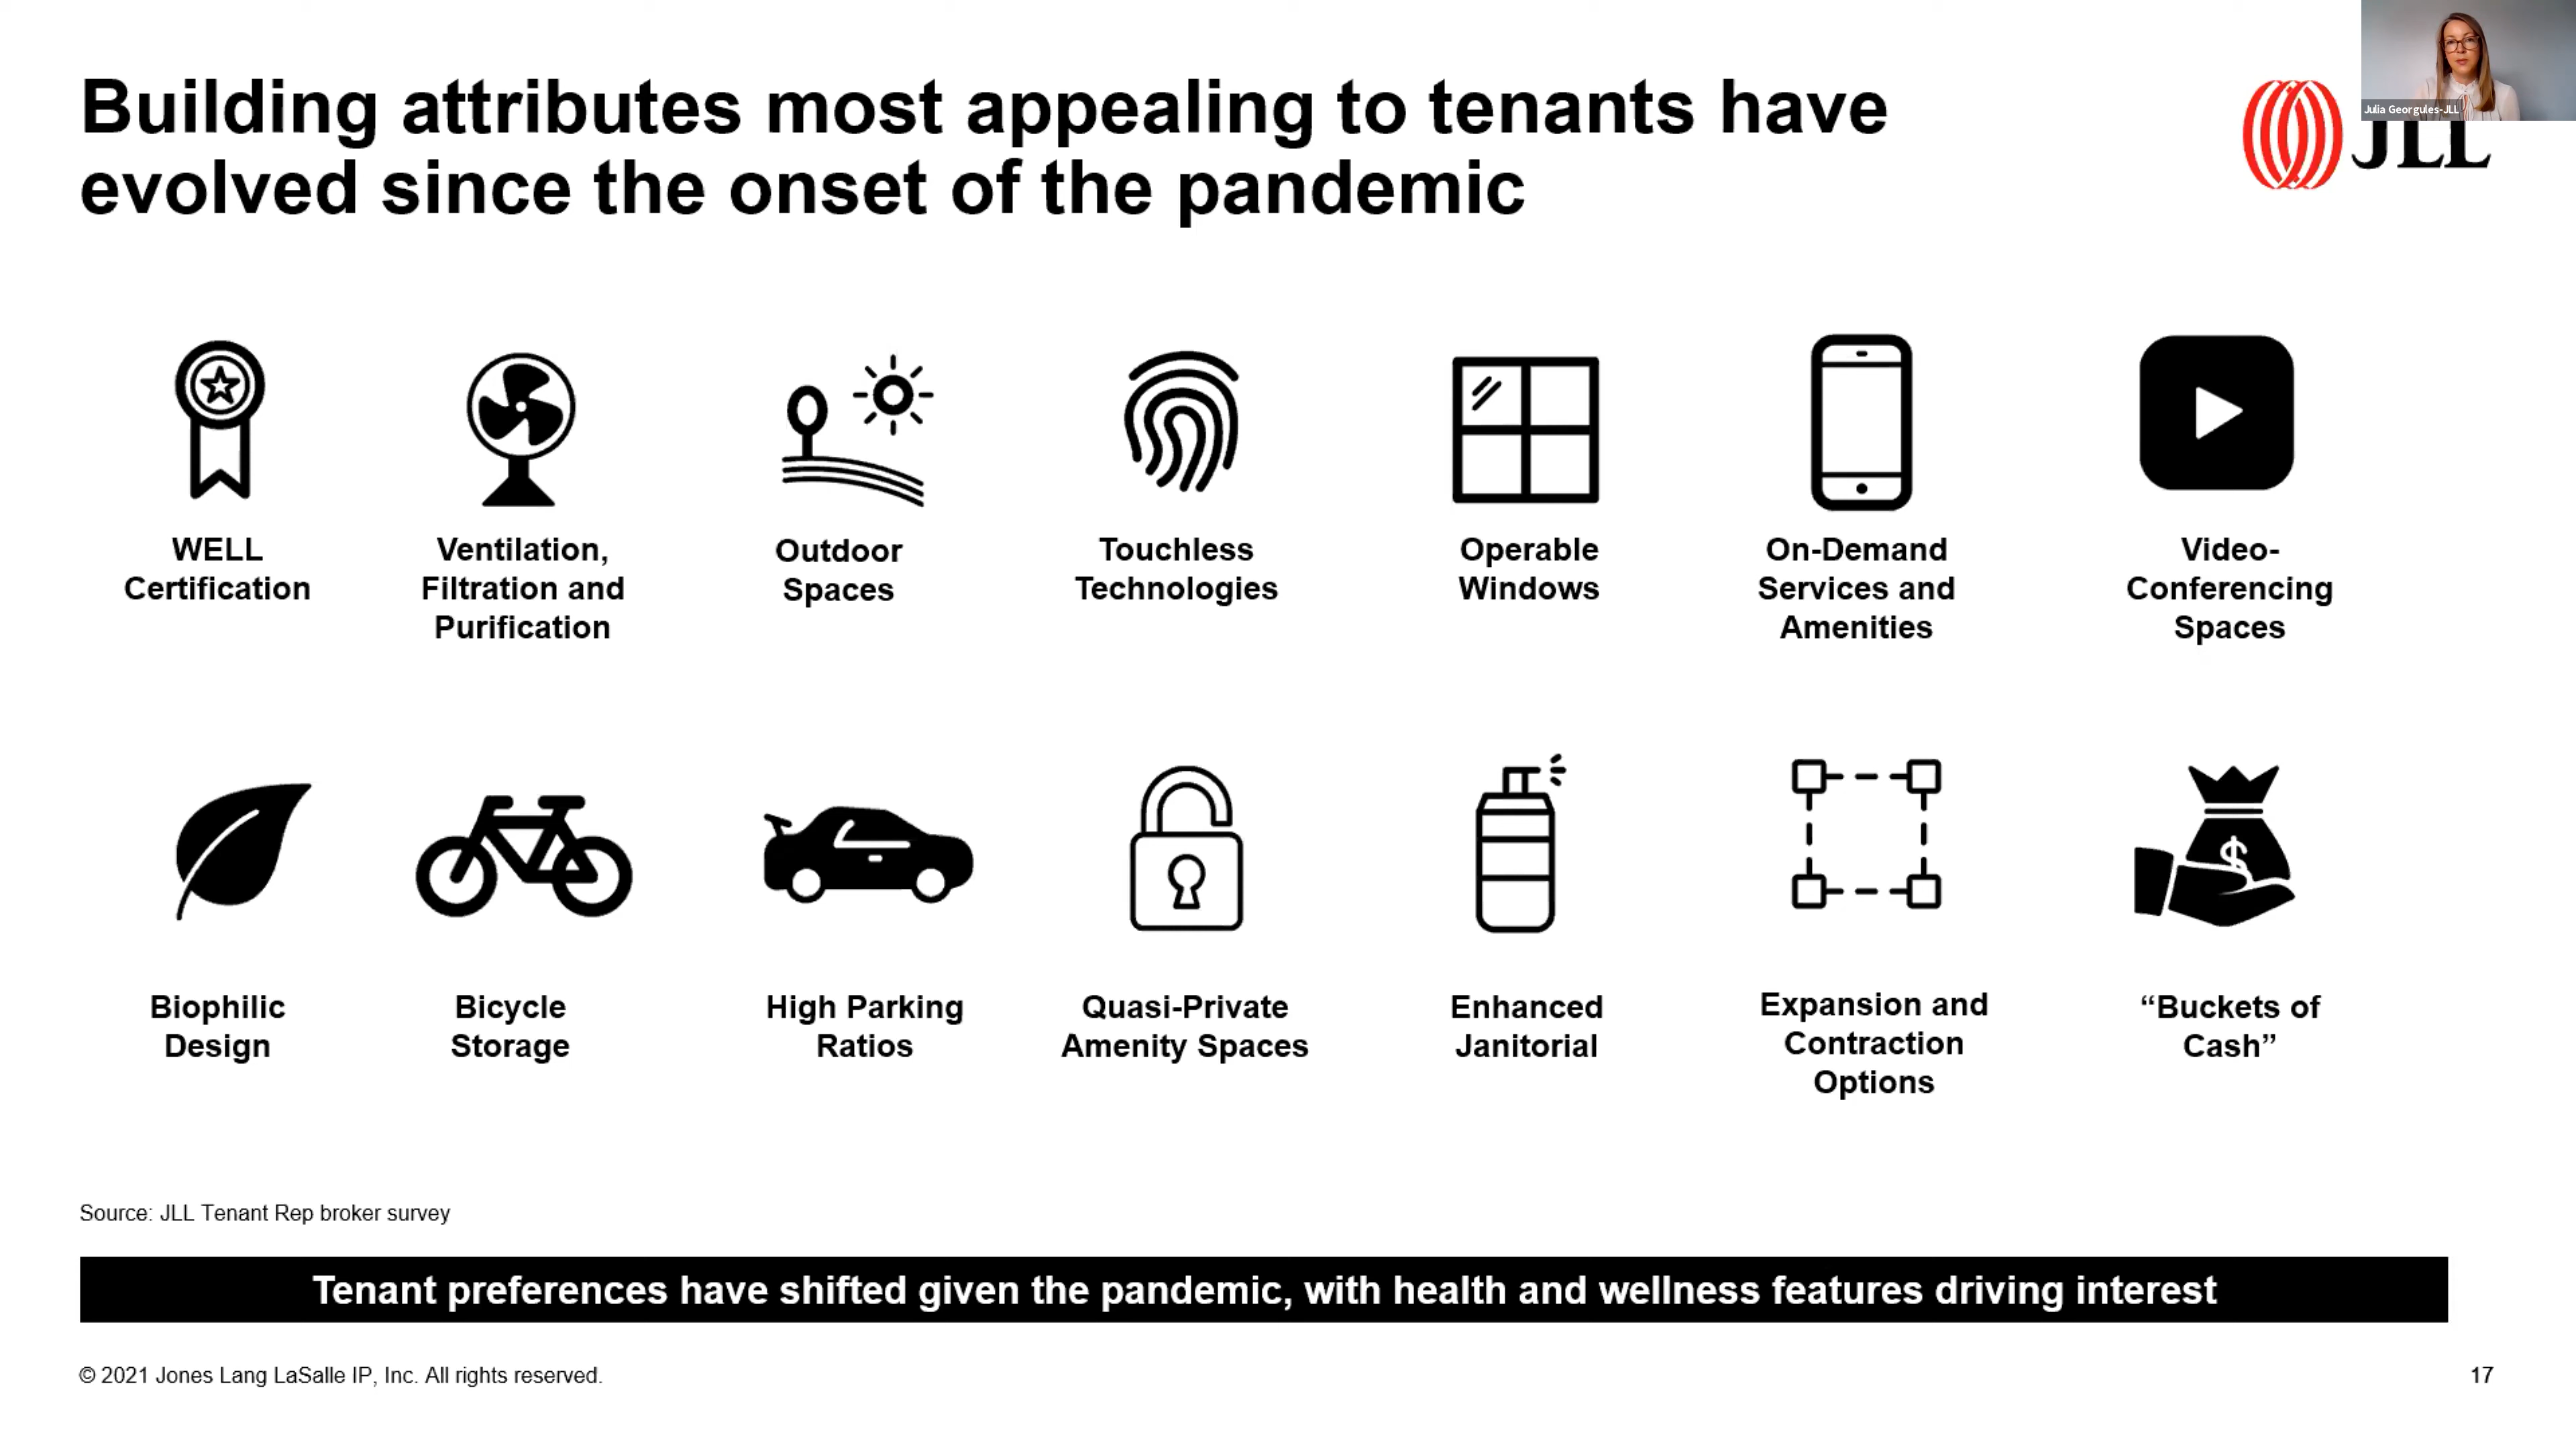 Building attributes most appealing to tenants have
evolved since the onset of the pandemic
Julia Georgules-JLL
JLL
WELL
Certification
Ventilation,
Filtration and
Purification
Outdoor
Spaces
Touchless
Technologies
Operable
Windows
On-Demand
Services and
Amenities
Video-
Conferencing
Spaces
$
Biophilic
Design
Bicycle
Storage
High Parking
Ratios
Quasi-Private
Amenity Spaces
Enhanced
Janitorial
Expansion and
Contraction
Options
“Buckets of
Cash”
Source: JLL Tenant Rep broker survey
Tenant preferences have shifted given the pandemic, with health and wellness features driving interest
© 2021 Jones Lang LaSalle IP, Inc. All rights reserved.
17